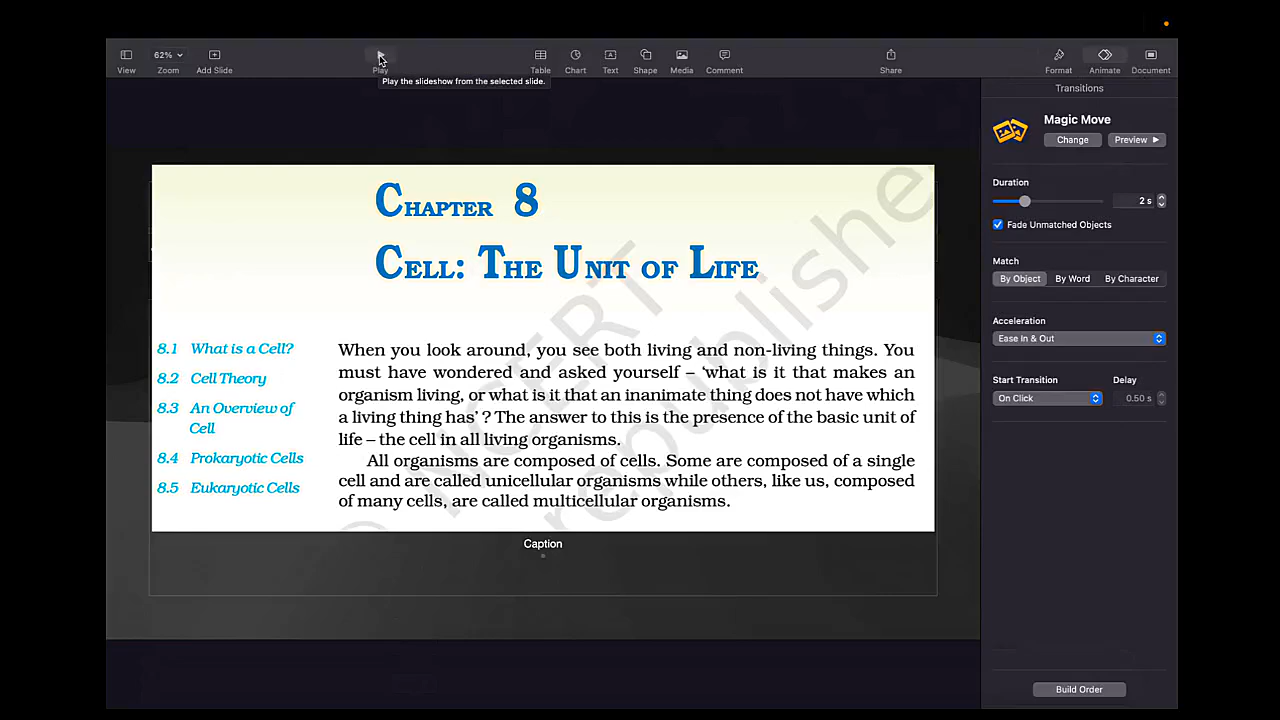 62%
View
Zoom
Add Slide
Play
Table
Chart
Text
Shape
Media
Comment
Share
Format
Animate
Document
Play the slideshow from the selected slide.
Transitions
Magic Move
Change
Preview
Duration
2 s
Fade Unmatched Objects
Match
By Object
By Word
By Character
Acceleration
Ease In & Out
Start Transition
Delay
On Click
0.50 s
Build Order
CHAPTER 8
CELL: THE UNIT OF LIFE
8.1 What is a Cell?
8.2 Cell Theory
8.3 An Overview of
Cell
8.4 Prokaryotic Cells
8.5 Eukaryotic Cells
When you look around, you see both living and non-living things. You
must have wondered and asked yourself – ‘what is it that makes an
organism living, or what is it that an inanimate thing does not have which
a living thing has’ ? The answer to this is the presence of the basic unit of
life – the cell in all living organisms.
All organisms are composed of cells. Some are composed of a single
cell and are called unicellular organisms while others, like us, composed
of many cells, are called multicellular organisms.
© NCERT
republishe
Caption